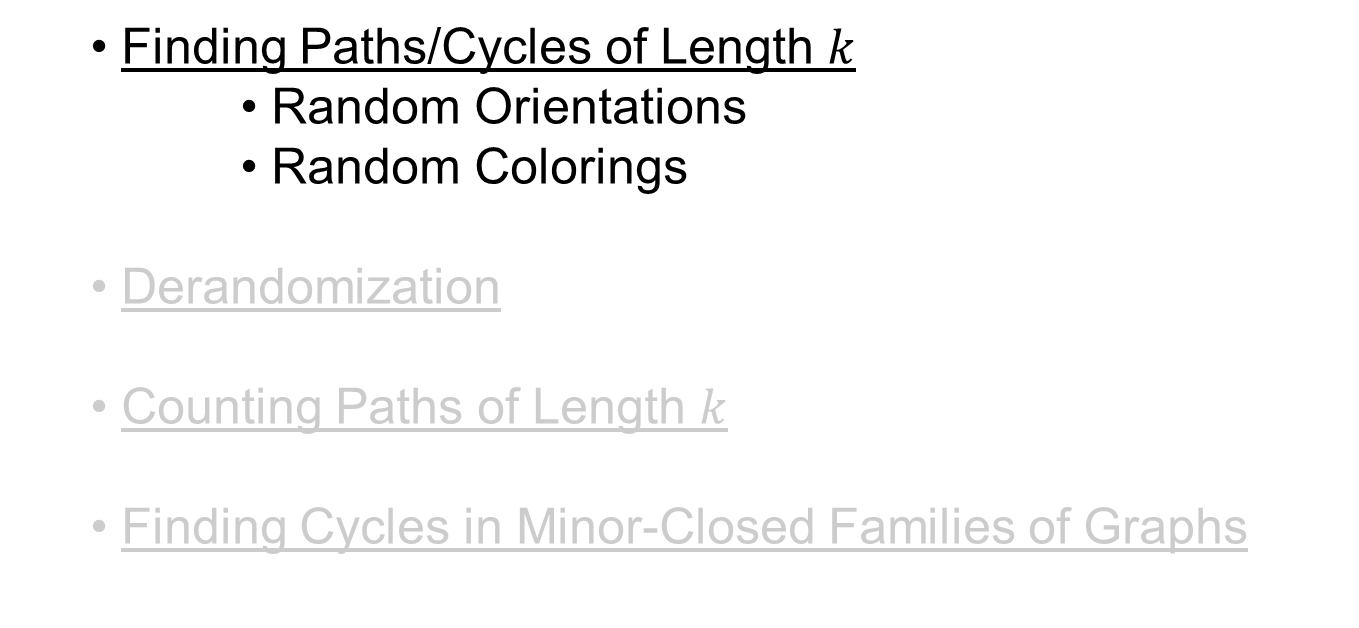 • Finding Paths/Cycles of Length k
• Random Orientations
• Random Colorings
• Derandomization
• Counting Paths of Length k
• Finding Cycles in Minor-Closed Families of Graphs